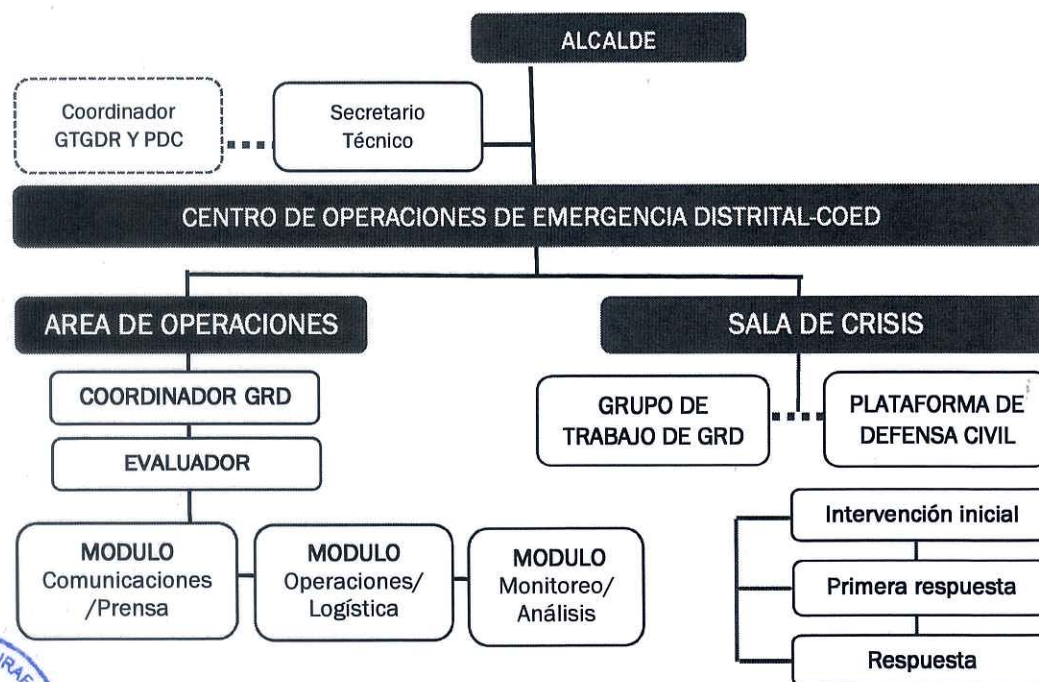 ALCALDE
Coordinador
GTGDR Y PDC
Secretario
Técnico
CENTRO DE OPERACIONES DE EMERGENCIA DISTRITAL-COED
AREA DE OPERACIONES
SALA DE CRISIS
COORDINADOR GRD
EVALUADOR
GRUPO DE
TRABAJO DE GRD
PLATAFORMA DE
DEFENSA CIVIL
MODULO
Comunicaciones
/Prensa
MODULO
Operaciones/
Logística
MODULO
Monitoreo/
Análisis
Intervención inicial
Primera respuesta
Respuesta